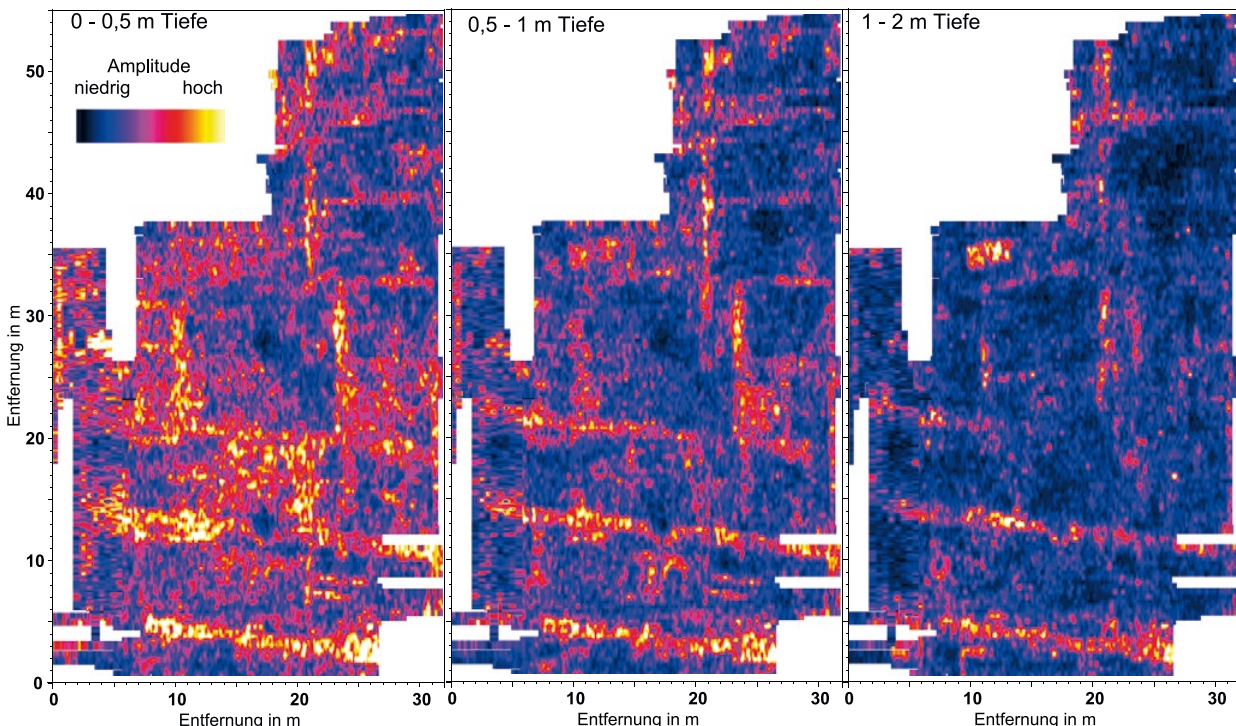 0 - 0,5 m Tiefe
0,5 - 1 m Tiefe
1 - 2 m Tiefe
Amplitude
niedrig hoch
50
40
30
20
10
0
Entfernung in m
0 10 20 30
0 10 20 30
0 10 20 30
Entfernung in m
Entfernung in m
Entfernung in m